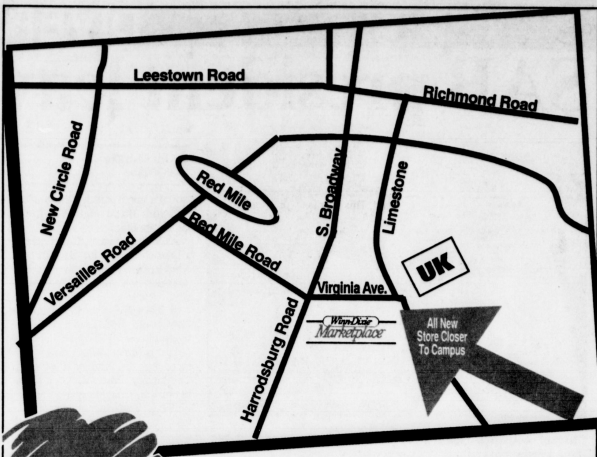 Leestown Road
Richmond Road
New Circle Road
Red Mile
S. Broadway
Limestone
Versailles Road
Red Mile Road
UK
Virginia Ave.
Winn-Dixie
Marketplace
All New
Store Closer
To Campus
Harrodsburg Road